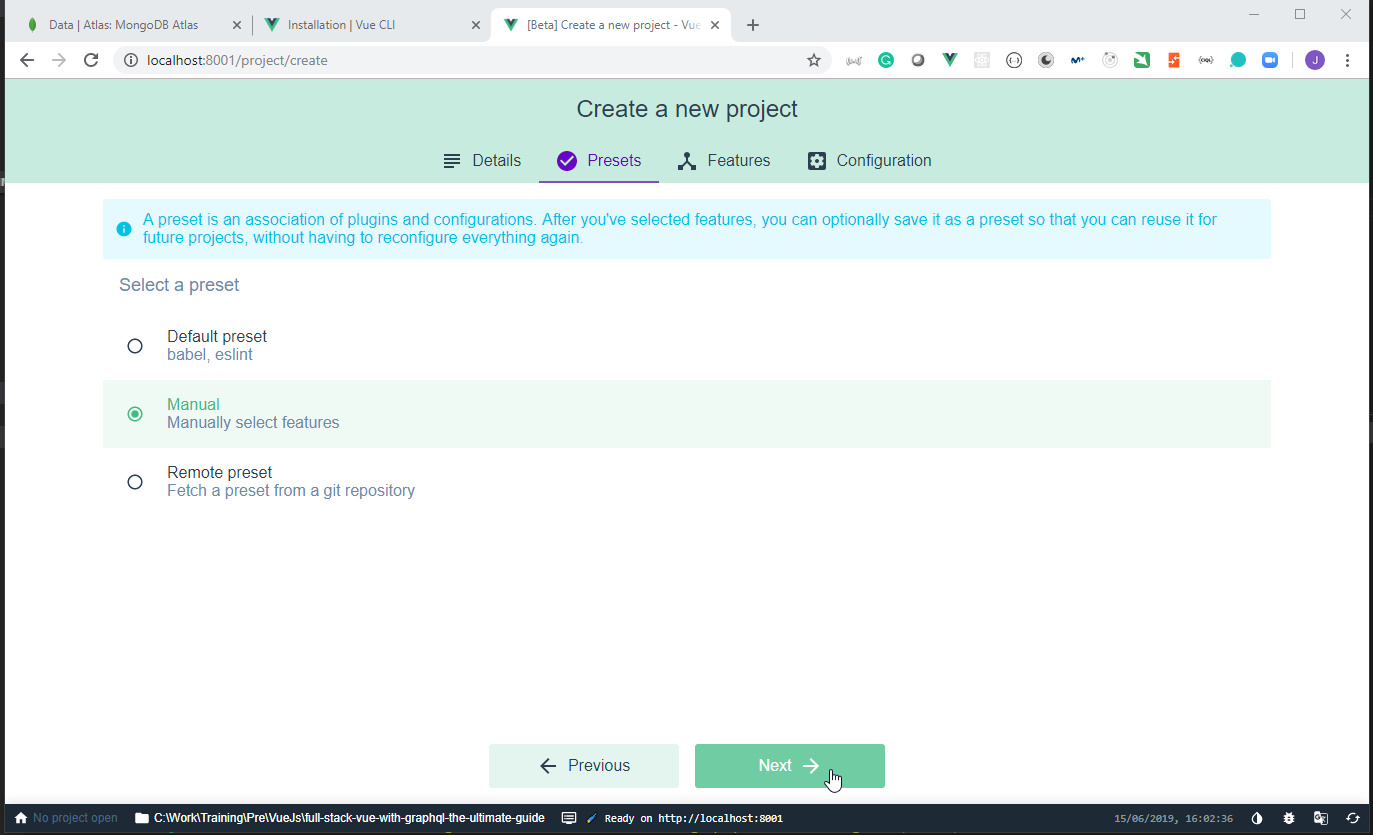 Data | Atlas: MongoDB Atlas
Installation | Vue CLI
[Beta] Create a new project - Vue
localhost:8001/project/create
Create a new project
Details
Presets
Features
Configuration
A preset is an association of plugins and configurations. After you've selected features, you can optionally save it as a preset so that you can reuse it for
future projects, without having to reconfigure everything again.
Select a preset
Default preset
babel, eslint
Manual
Manually select features
Remote preset
Fetch a preset from a git repository
Previous
Next
No project open
C:\Work\Training\Pre\VueJs\full-stack-vue-with-graphql-the-ultimate-guide
Ready on http://localhost:8001
15/06/2019, 16:02:36